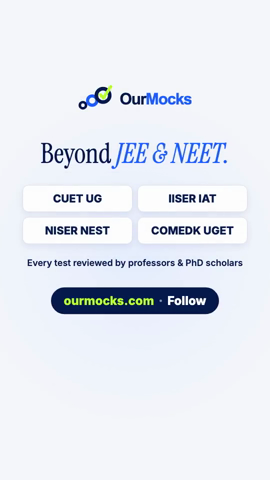 OurMocks
Beyond JEE & NEET.
CUET UG
IISER IAT
NISER NEST
COMEDK UGET
Every test reviewed by professors & PhD scholars
ourmocks.com · Follow